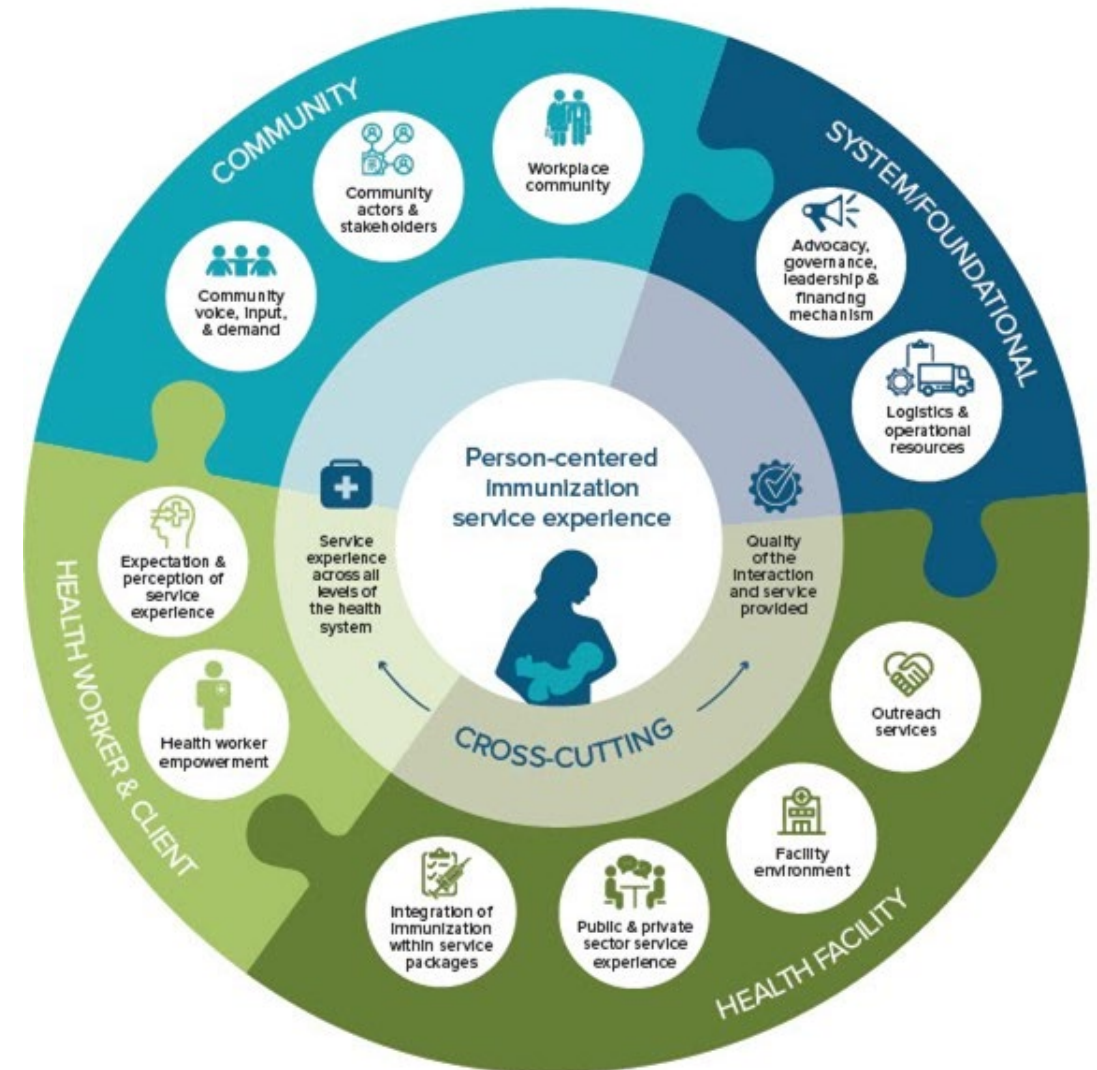 COMMUNITY
Workplace
community
Community
actors &
stakeholders
Community
voice, input,
& demand
SYSTEM/FOUNDATIONAL
Advocacy,
governance,
leadership &
financing
mechanism
Logistics &
operational
resources
Person-centered
immunization
service experience
Service
experience
across all
levels of
the health
system
Quality
of the
interaction
and service
provided
CROSS-CUTTING
HEALTH WORKER & CLIENT
Expectation &
perception of
service
experience
Health worker
empowerment
HEALTH FACILITY
Outreach
services
Facility
environment
Public & private
sector service
experience
Integration of
immunization
within service
packages